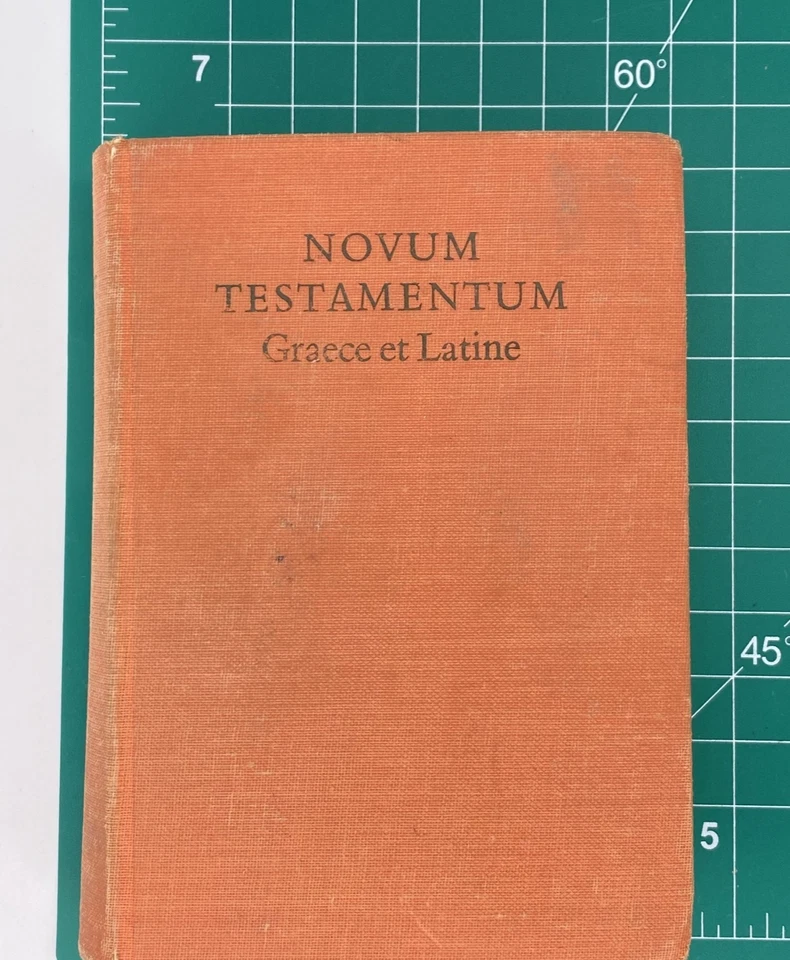 7
60°
NOVUM
TESTAMENTUM
Graece et Latine
45°
5